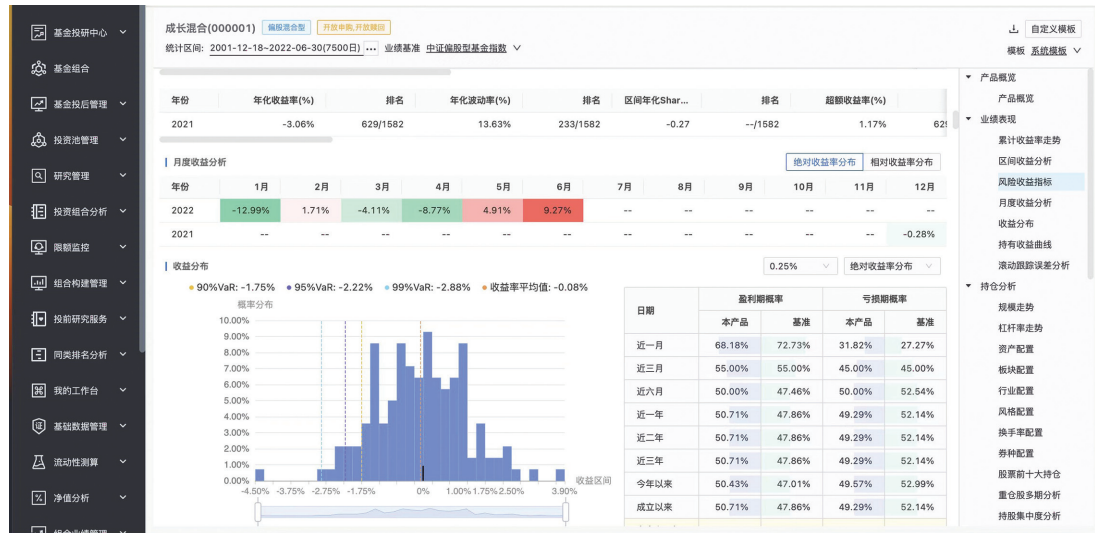 基金投研中心
基金组合
基金投后管理
投资池管理
研究管理
投资组合分析
限额监控
组合构建管理
投前研究服务
同类排名分析
我的工作台
基础数据管理
流动性测算
净值分析
成长混合(000001) 偏股混合型 开放申购,开放赎回
统计区间: 2001-12-18~2022-06-30(7500日) ... 业绩基准 中证偏股型基金指数
自定义模板
模板 系统模板
年份 年化收益率(%) 排名 年化波动率(%) 排名 区间年化Shar... 排名 超额收益率(%)
2021 -3.06% 629/1582 13.63% 233/1582 -0.27 --/1582 1.17% 629
月度收益分析 绝对收益率分布 相对收益率分布
年份 1月 2月 3月 4月 5月 6月 7月 8月 9月 10月 11月 12月
2022 -12.99% 1.71% -4.11% -8.77% 4.91% 9.27% -- -- -- -- -- --
2021 -- -- -- -- -- -- -- -- -- -- -- -0.28%
收益分布 0.25% 绝对收益率分布
90%VaR: -1.75% 95%VaR: -2.22% 99%VaR: -2.88% 收益率平均值: -0.08%
概率分布
10.00%
9.00%
8.00%
7.00%
6.00%
5.00%
4.00%
3.00%
2.00%
1.00%
0.00%
收益区间
-4.50% -3.75% -2.75% -1.75% 0% 1.00% 1.75% 2.50% 3.90%
日期 盈利期概率 亏损期概率
本产品 基准 本产品 基准
近一月 68.18% 72.73% 31.82% 27.27%
近三月 55.00% 55.00% 45.00% 45.00%
近六月 50.00% 47.46% 50.00% 52.54%
近一年 50.71% 47.86% 49.29% 52.14%
近二年 50.71% 47.86% 49.29% 52.14%
近三年 50.71% 47.86% 49.29% 52.14%
今年以来 50.43% 47.01% 49.57% 52.99%
成立以来 50.71% 47.86% 49.29% 52.14%
产品概览
产品概览
业绩表现
累计收益率走势
区间收益分析
风险收益指标
月度收益分析
收益分布
持有收益曲线
滚动跟踪误差分析
持仓分析
规模走势
杠杆率走势
资产配置
板块配置
行业配置
风格配置
换手率配置
券种配置
股票前十大持仓
重仓股多期分析
持股集中度分析